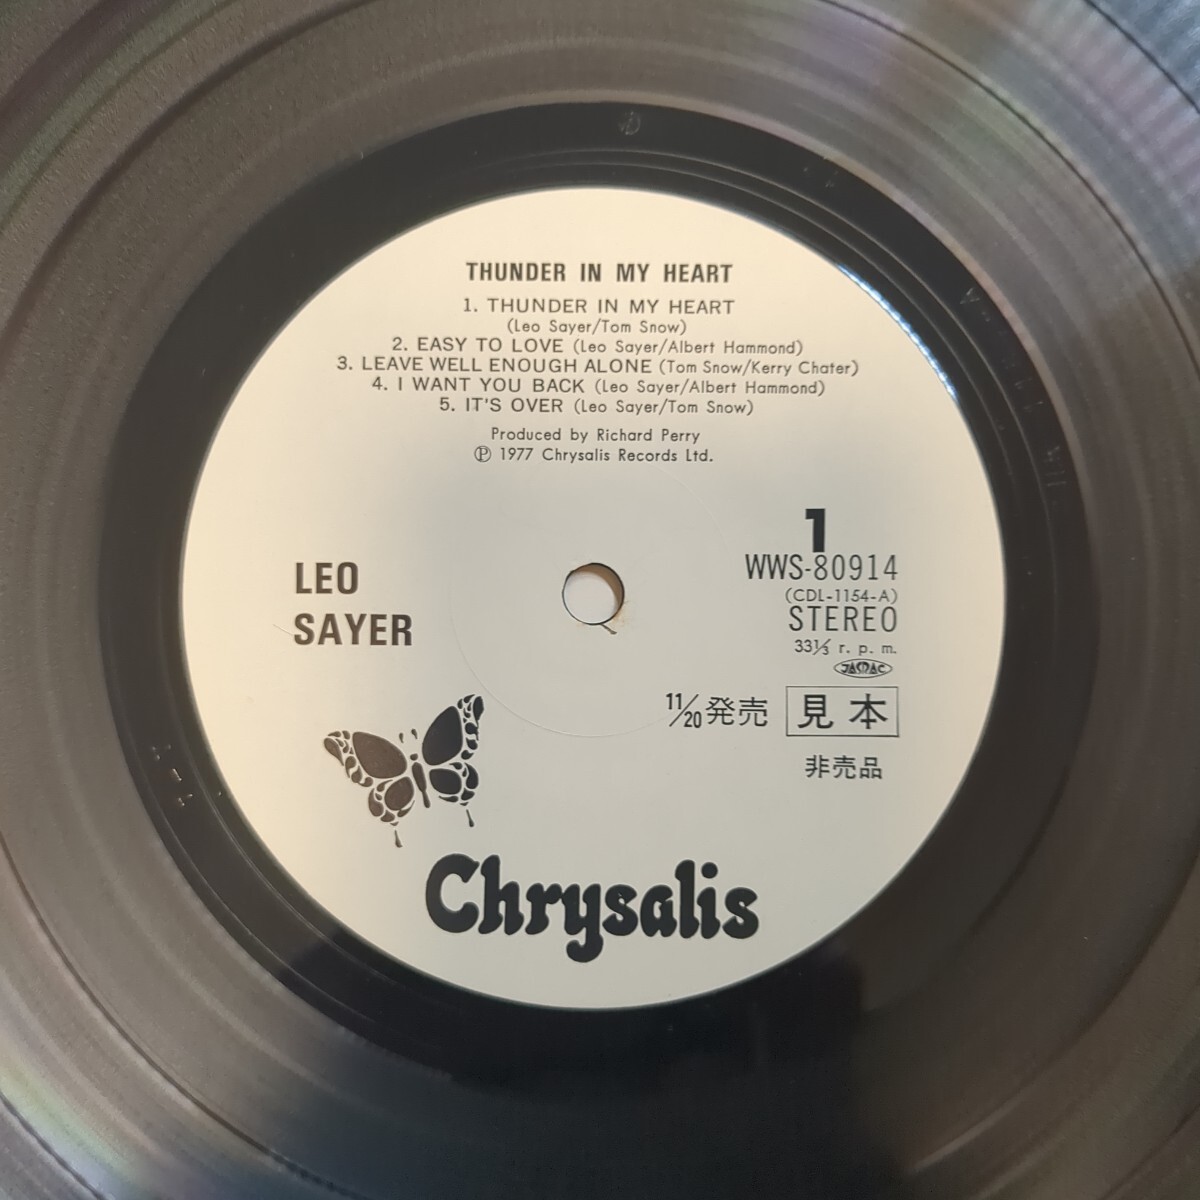 THUNDER IN MY HEART
1. THUNDER IN MY HEART
(Leo Sayer/Tom Snow)
2. EASY TO LOVE (Leo Sayer/Albert Hammond)
3. LEAVE WELL ENOUGH ALONE (Tom Snow/Kerry Chater)
4. I WANT YOU BACK (Leo Sayer/Albert Hammond)
5. IT'S OVER (Leo Sayer/Tom Snow)
Produced by Richard Perry
℗ 1977 Chrysalis Records Ltd.
LEO
SAYER
1
WWS-80914
(CDL-1154-A)
STEREO
33⅓ r. p. m.
JASRAC
11/20発売 見本
非売品
Chrysalis